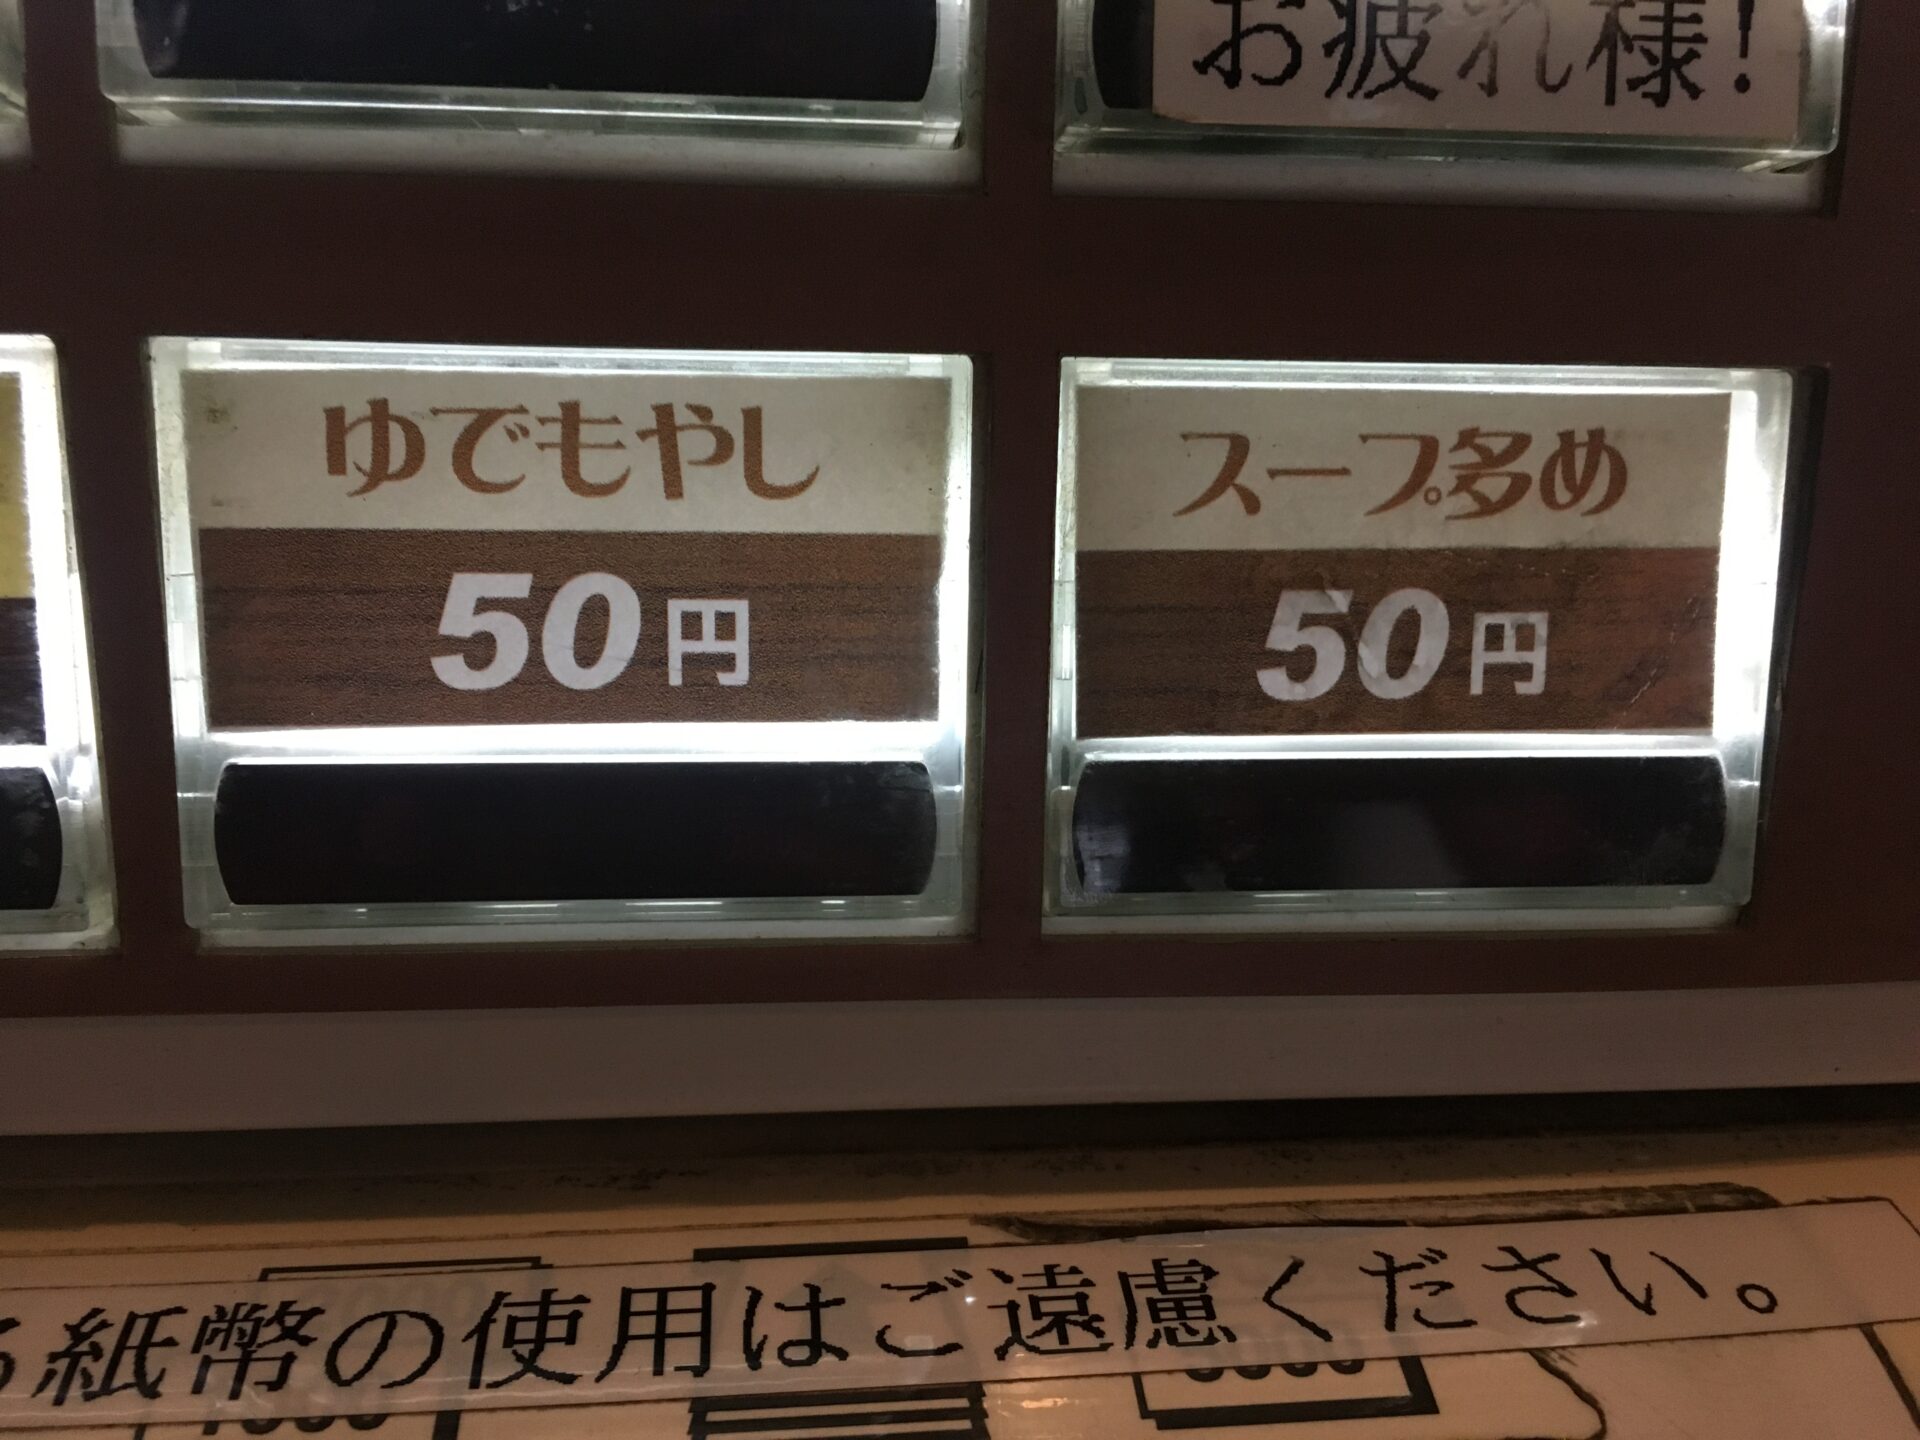 お疲れ様!
ゆでもやし
50円
スープ多め
50円
紙幣の使用はご遠慮ください。